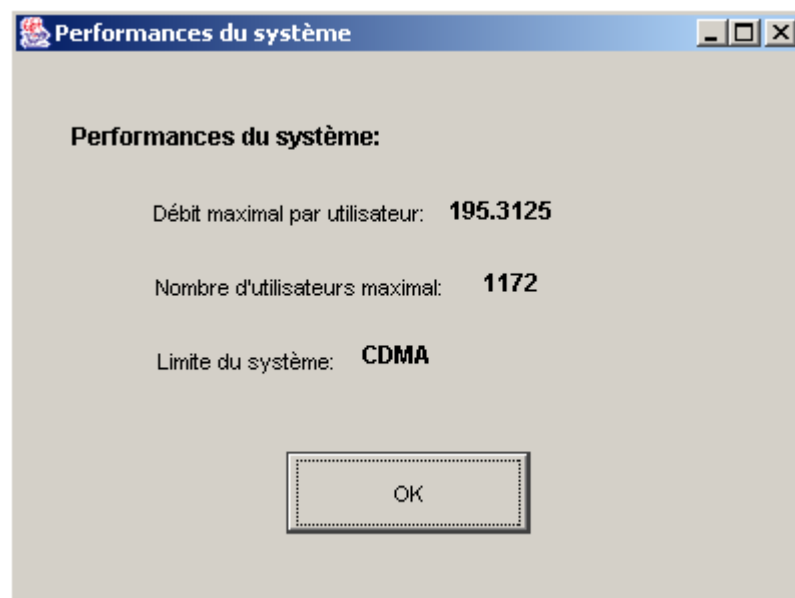 Performances du système
Performances du système:
Débit maximal par utilisateur: 195.3125
Nombre d'utilisateurs maximal: 1172
Limite du système: CDMA
OK